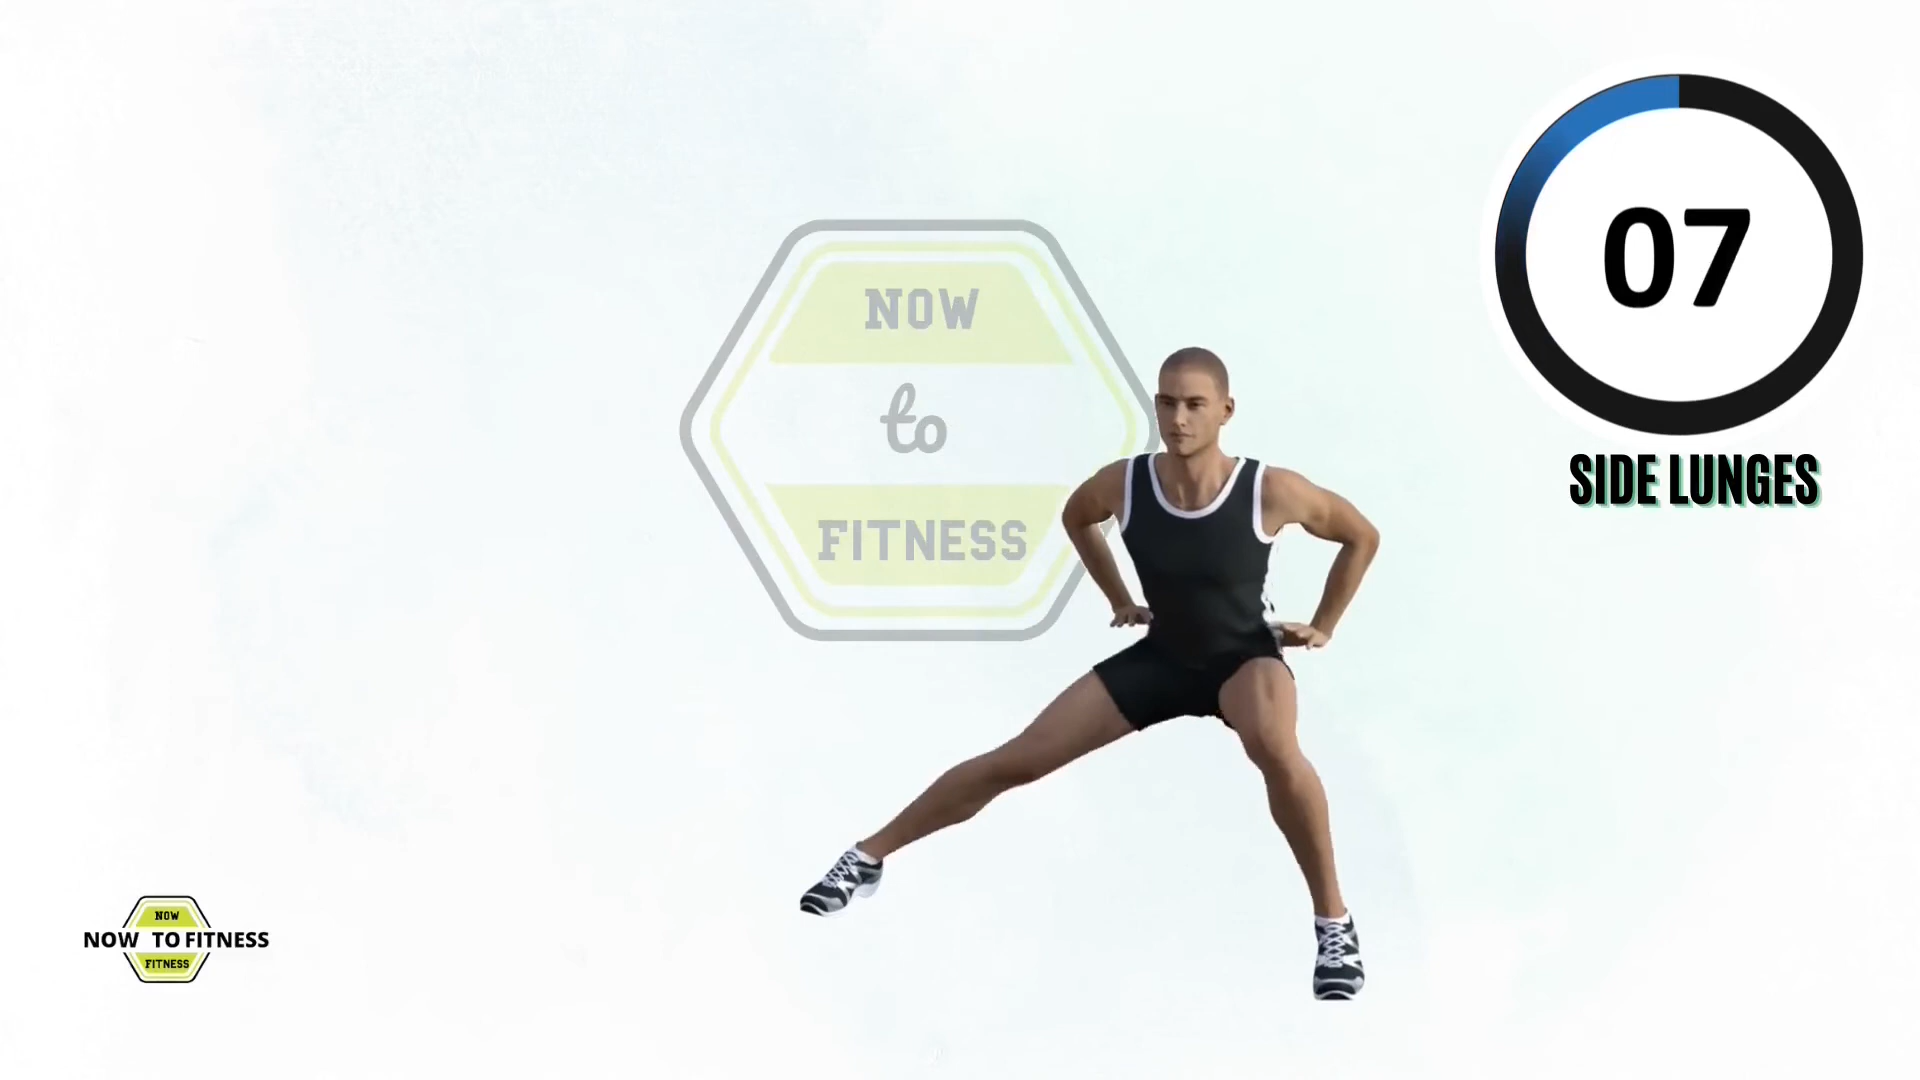 NOW
to
FITNESS
07
SIDE LUNGES
NOW
NOW TO FITNESS
FITNESS